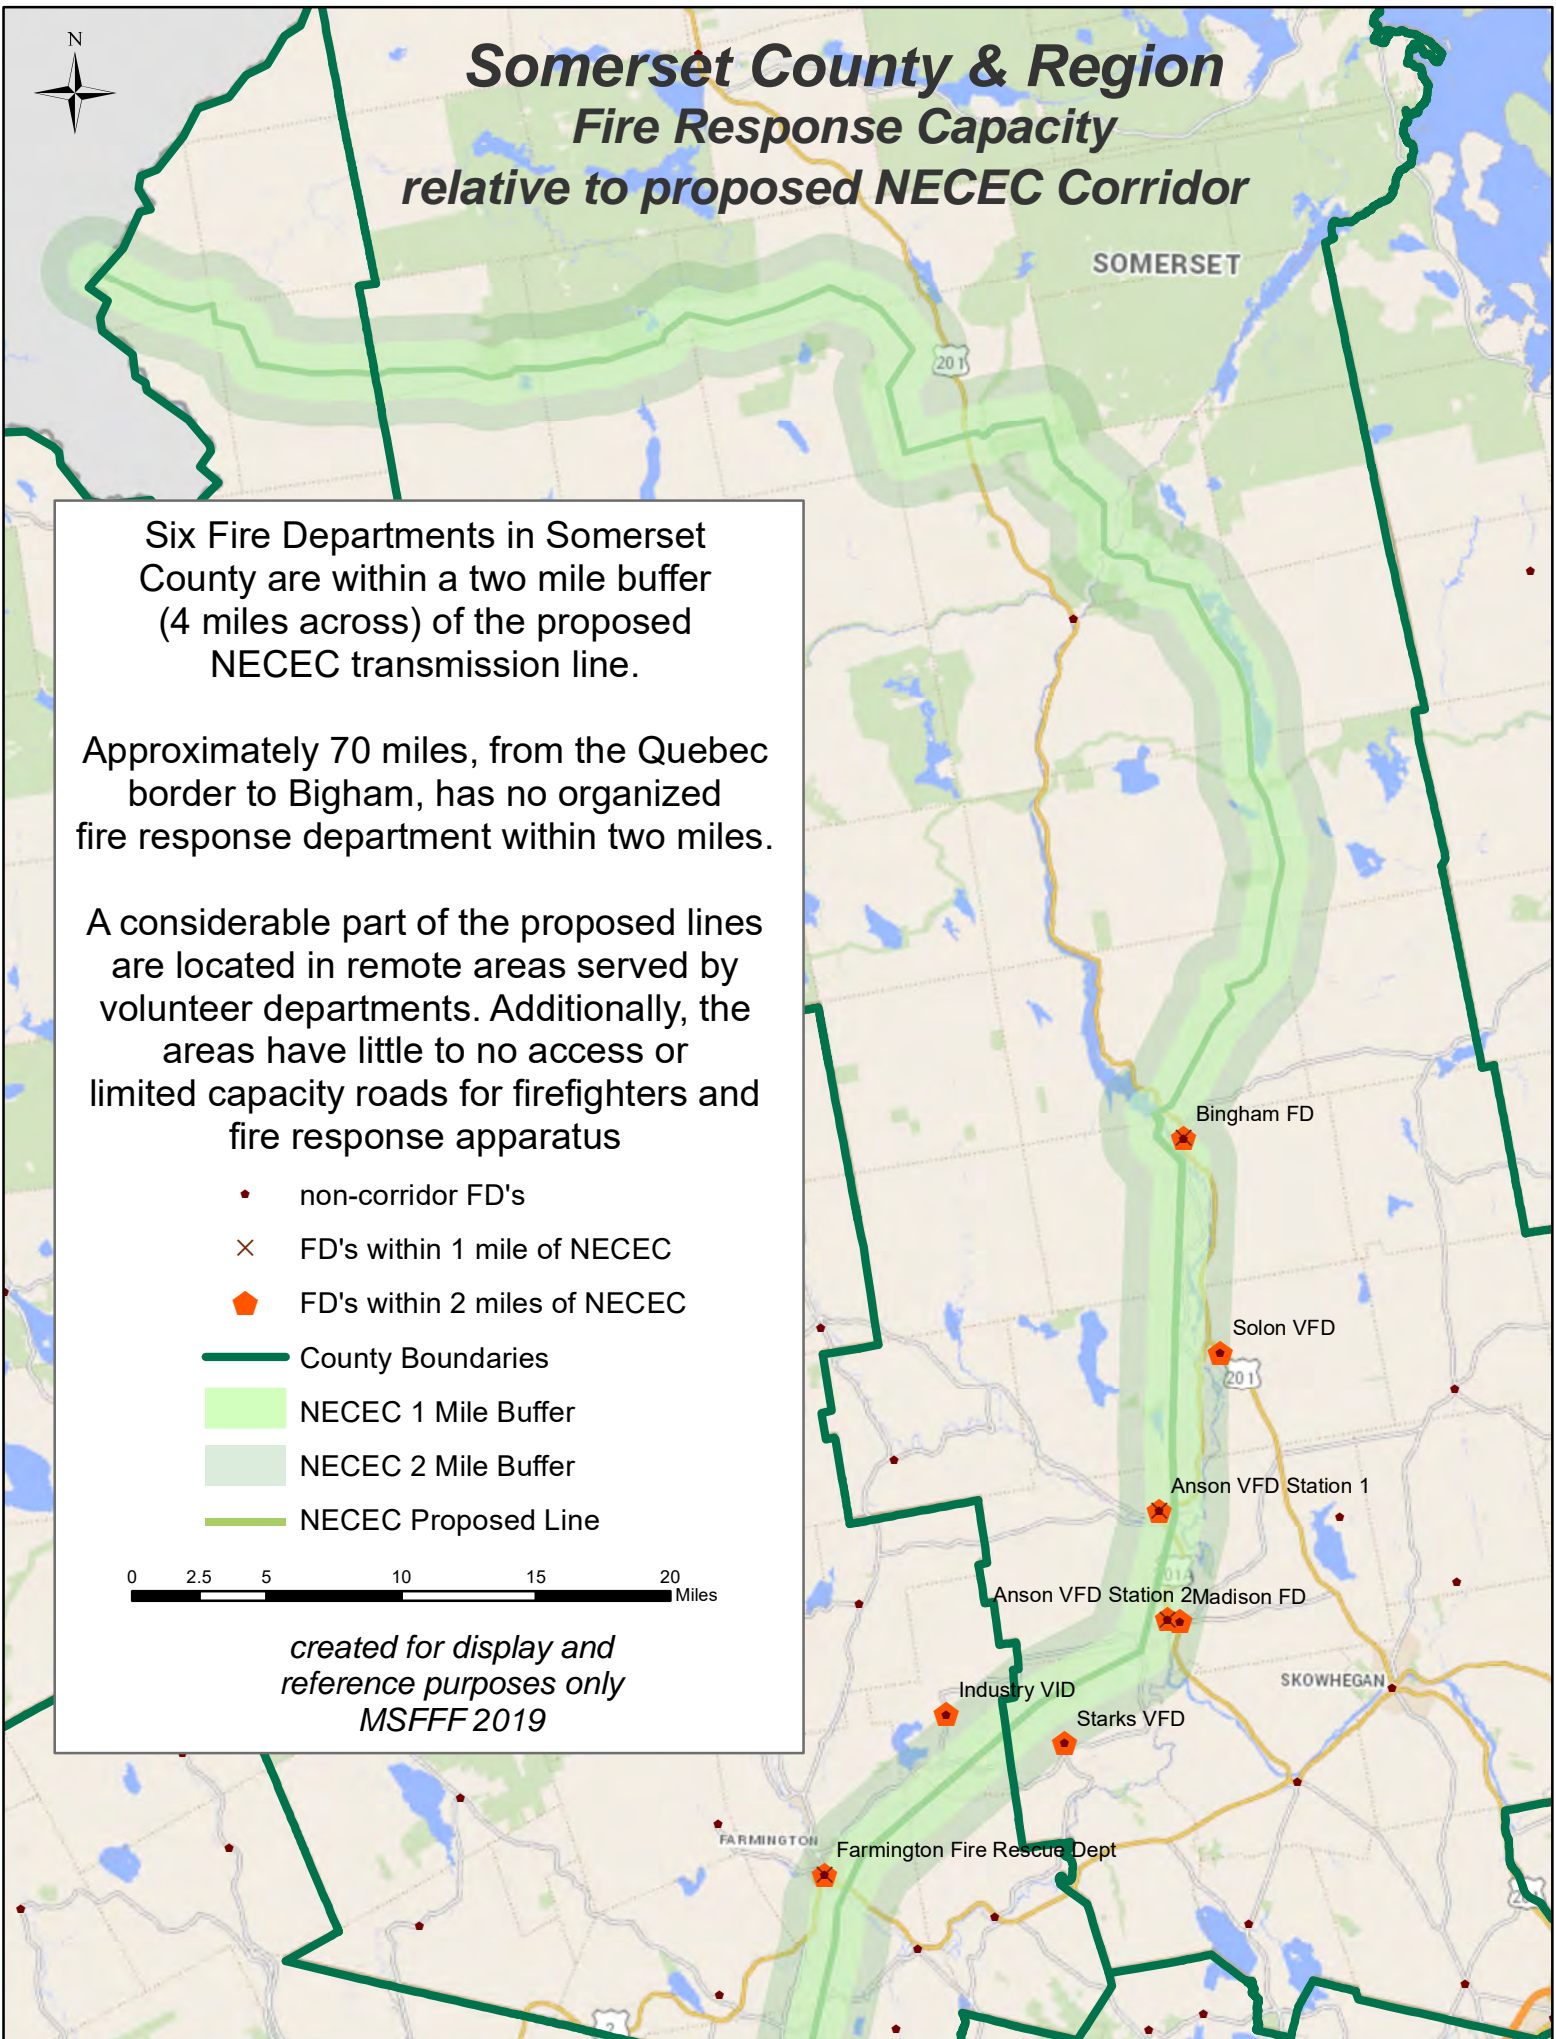 N
Somerset County & Region
Fire Response Capacity
relative to proposed NECEC Corridor
SOMERSET
201
Six Fire Departments in Somerset
County are within a two mile buffer
(4 miles across) of the proposed
NECEC transmission line.
Approximately 70 miles, from the Quebec
border to Bigham, has no organized
fire response department within two miles.
A considerable part of the proposed lines
are located in remote areas served by
volunteer departments. Additionally, the
areas have little to no access or
limited capacity roads for firefighters and
fire response apparatus
non-corridor FD's
FD's within 1 mile of NECEC
FD's within 2 miles of NECEC
County Boundaries
NECEC 1 Mile Buffer
NECEC 2 Mile Buffer
NECEC Proposed Line
0 2.5 5 10 15 20
Miles
created for display and
reference purposes only
MSFFF 2019
Bingham FD
Solon VFD
201
Anson VFD Station 1
Anson VFD Station 2
Madison FD
SKOWHEGAN
Industry VID
Starks VFD
FARMINGTON
Farmington Fire Rescue Dept
2